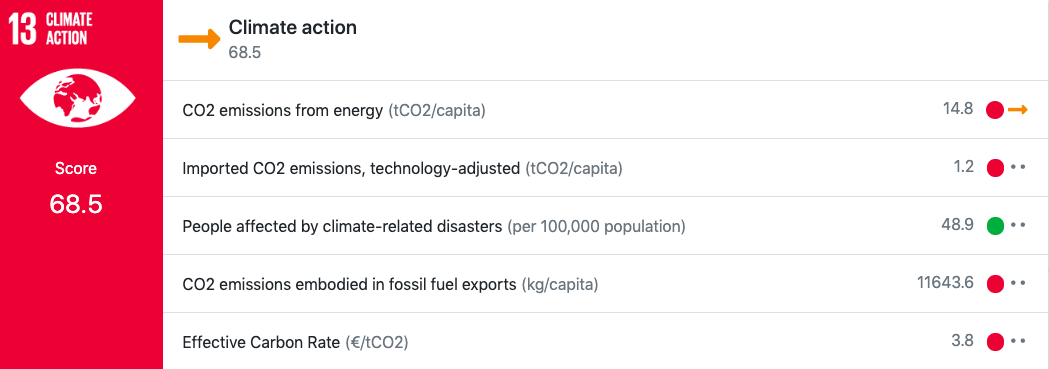 13 CLIMATE
ACTION
Climate action
68.5
CO2 emissions from energy (tCO2/capita) 14.8
Score
Imported CO2 emissions, technology-adjusted (tCO2/capita) 1.2
68.5
People affected by climate-related disasters (per 100,000 population) 48.9
CO2 emissions embodied in fossil fuel exports (kg/capita) 11643.6
Effective Carbon Rate (€/tCO2) 3.8